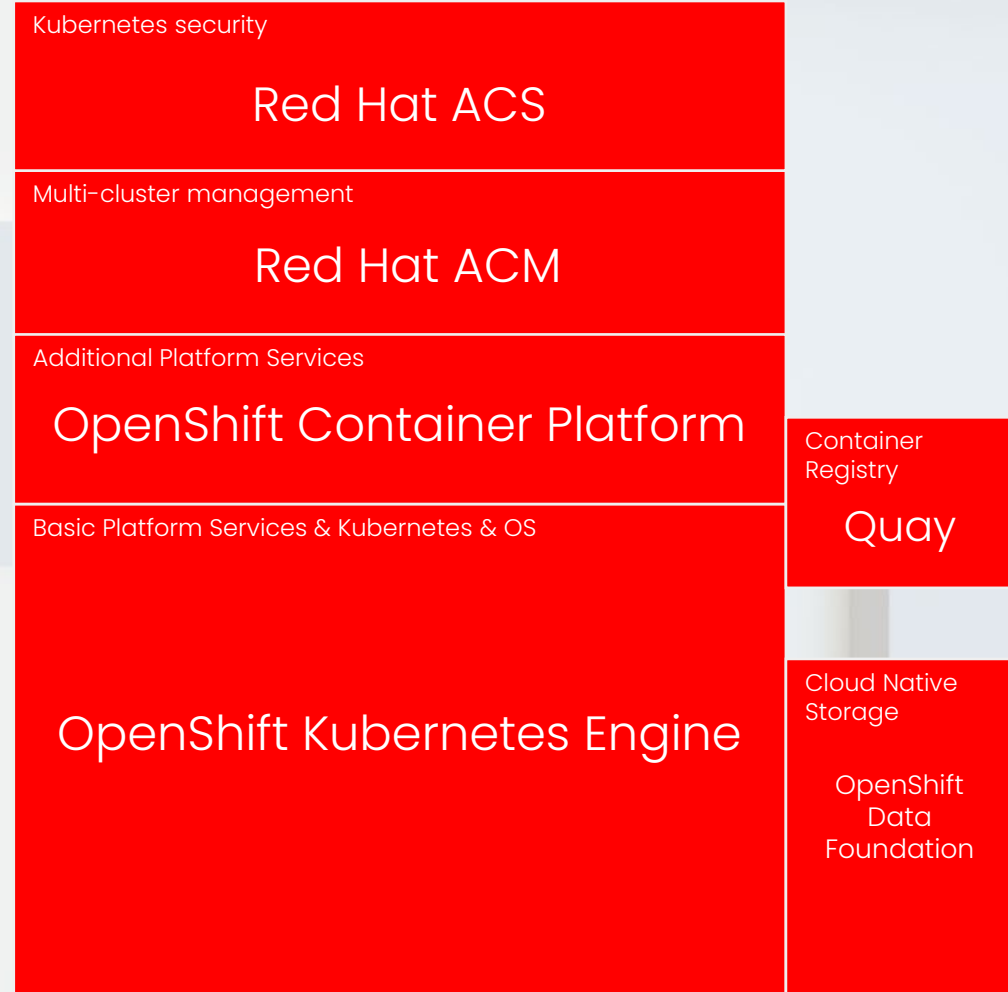 Kubernetes security
Red Hat ACS
Multi-cluster management
Red Hat ACM
Additional Platform Services
OpenShift Container Platform
Basic Platform Services & Kubernetes & OS
OpenShift Kubernetes Engine
Container
Registry
Quay
Cloud Native
Storage
OpenShift
Data
Foundation